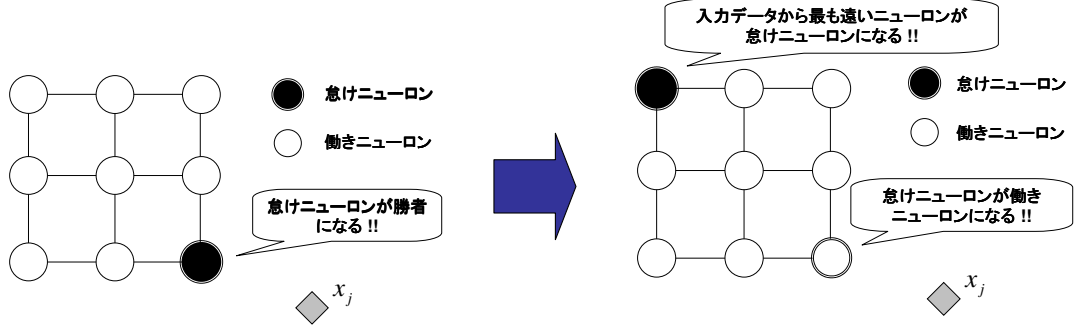 怠けニューロン
働きニューロン
怠けニューロンが勝者
になる !!
x_j
入力データから最も遠いニューロンが
怠けニューロンになる !!
怠けニューロン
働きニューロン
怠けニューロンが働き
ニューロンになる !!
x_j